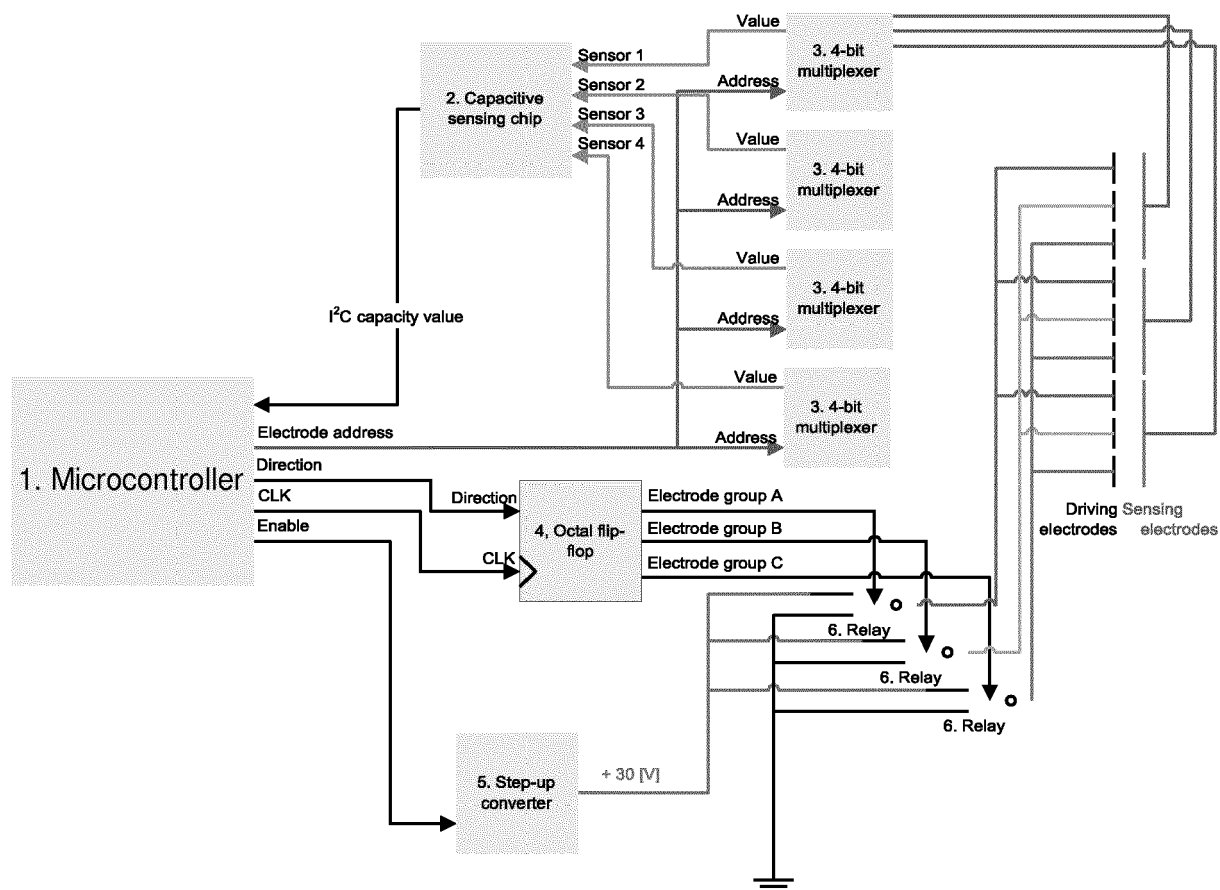 Value
3. 4-bit
multiplexer
Sensor 1
2. Capacitive
sensing chip
Sensor 2
Address
Sensor 3
Sensor 4
Value
3. 4-bit
multiplexer
Address
Value
3. 4-bit
multiplexer
Address
I²C capacity value
Value
3. 4-bit
multiplexer
Address
1. Microcontroller
Electrode address
Direction
CLK
Enable
Direction
CLK
4, Octal flip-
flop
Electrode group A
Electrode group B
Electrode group C
Driving
electrodes
Sensing
electrodes
6. Relay
6. Relay
6. Relay
5. Step-up
converter
+ 30 [V]